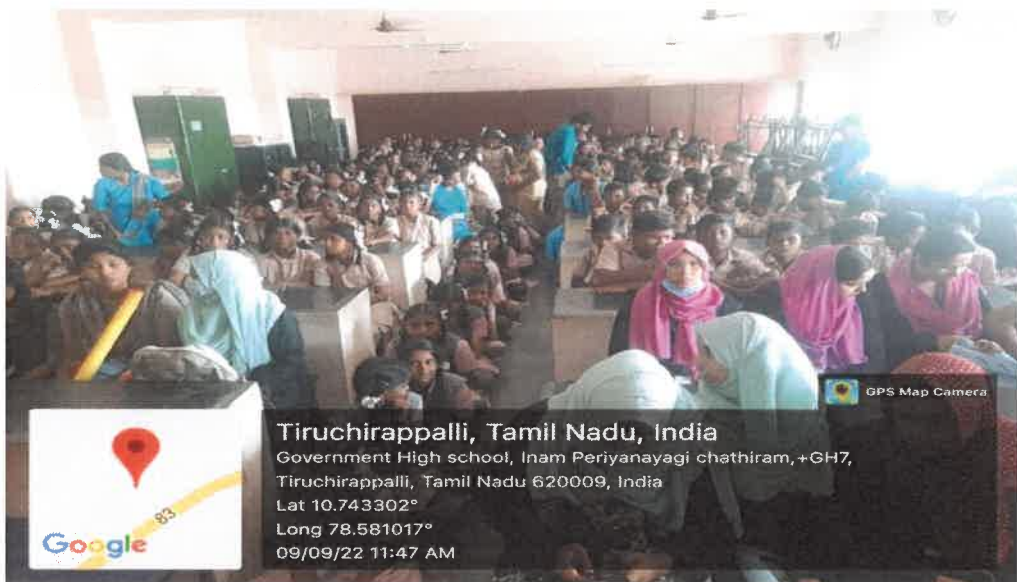 GPS Map Camera
Tiruchirappalli, Tamil Nadu, India
Government High school, Inam Periyanayagi chathiram,+GH7,
Tiruchirappalli, Tamil Nadu 620009, India
Lat 10.743302°
Long 78.581017°
09/09/22 11:47 AM
83
Google